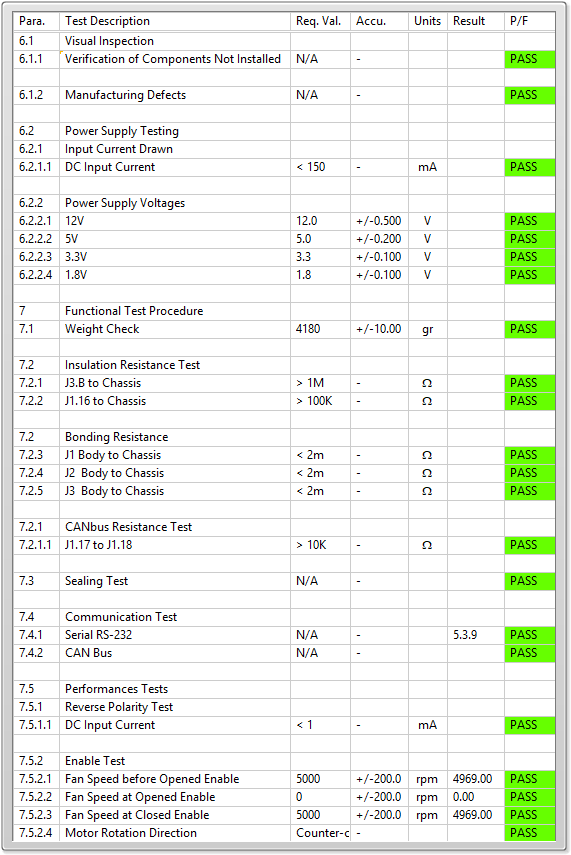 Para. Test Description Req. Val. Accu. Units Result P/F
6.1 Visual Inspection
6.1.1 Verification of Components Not Installed N/A - PASS
6.1.2 Manufacturing Defects N/A - PASS
6.2 Power Supply Testing
6.2.1 Input Current Drawn
6.2.1.1 DC Input Current < 150 - mA PASS
6.2.2 Power Supply Voltages
6.2.2.1 12V 12.0 +/-0.500 V PASS
6.2.2.2 5V 5.0 +/-0.200 V PASS
6.2.2.3 3.3V 3.3 +/-0.100 V PASS
6.2.2.4 1.8V 1.8 +/-0.100 V PASS
7 Functional Test Procedure
7.1 Weight Check 4180 +/-10.00 gr PASS
7.2 Insulation Resistance Test
7.2.1 J3.B to Chassis > 1M - Ω PASS
7.2.2 J1.16 to Chassis > 100K - Ω PASS
7.2 Bonding Resistance
7.2.3 J1 Body to Chassis < 2m - Ω PASS
7.2.4 J2 Body to Chassis < 2m - Ω PASS
7.2.5 J3 Body to Chassis < 2m - Ω PASS
7.2.1 CANbus Resistance Test
7.2.1.1 J1.17 to J1.18 > 10K - Ω PASS
7.3 Sealing Test N/A - PASS
7.4 Communication Test
7.4.1 Serial RS-232 N/A - 5.3.9 PASS
7.4.2 CAN Bus N/A - PASS
7.5 Performances Tests
7.5.1 Reverse Polarity Test
7.5.1.1 DC Input Current < 1 - mA PASS
7.5.2 Enable Test
7.5.2.1 Fan Speed before Opened Enable 5000 +/-200.0 rpm 4969.00 PASS
7.5.2.2 Fan Speed at Opened Enable 0 +/-200.0 rpm 0.00 PASS
7.5.2.3 Fan Speed at Closed Enable 5000 +/-200.0 rpm 4969.00 PASS
7.5.2.4 Motor Rotation Direction Counter-c - PASS